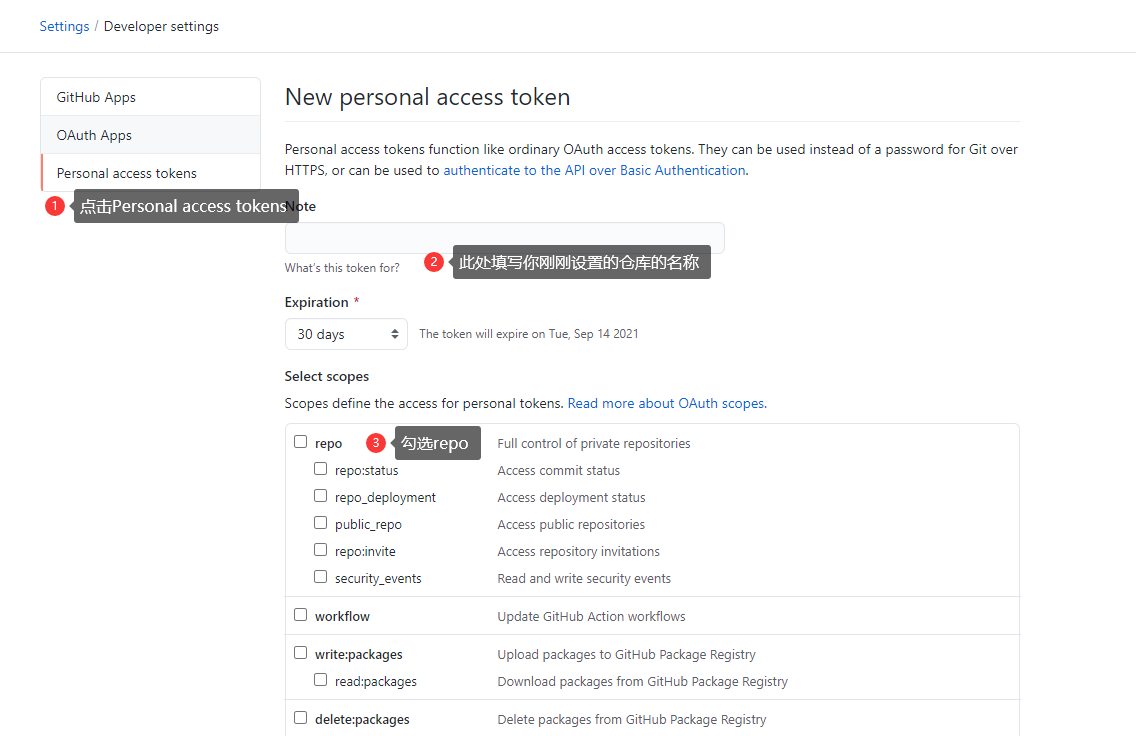 Settings / Developer settings
GitHub Apps
OAuth Apps
Personal access tokens
1 点击Personal access tokens
New personal access token
Personal access tokens function like ordinary OAuth access tokens. They can be used instead of a password for Git over
HTTPS, or can be used to authenticate to the API over Basic Authentication.
Note
What's this token for?
2 此处填写你刚刚设置的仓库的名称
Expiration *
30 days The token will expire on Tue, Sep 14 2021
Select scopes
Scopes define the access for personal tokens. Read more about OAuth scopes.
repo 3 勾选repo Full control of private repositories
repo:status Access commit status
repo_deployment Access deployment status
public_repo Access public repositories
repo:invite Access repository invitations
security_events Read and write security events
workflow Update GitHub Action workflows
write:packages Upload packages to GitHub Package Registry
read:packages Download packages from GitHub Package Registry
delete:packages Delete packages from GitHub Package Registry